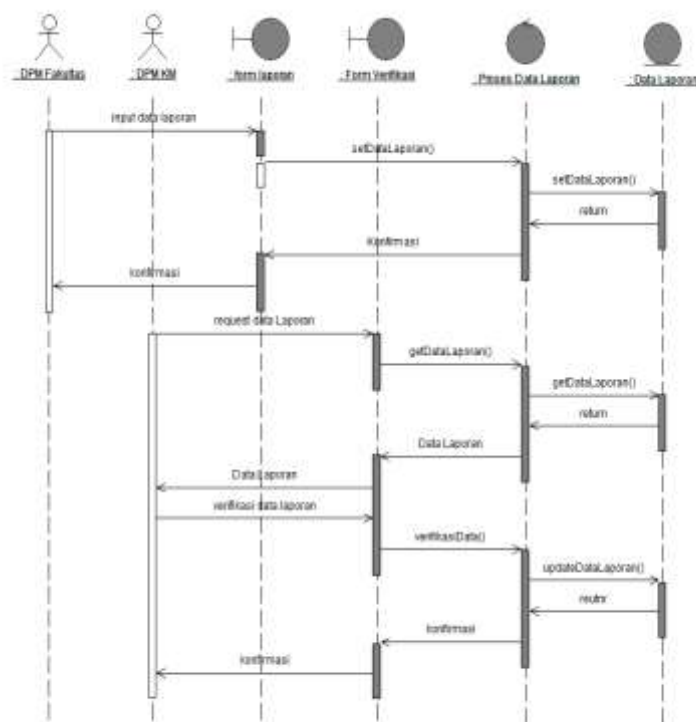 : DPM Fakultas
: DPM KM
: form laporan
: Form Verifikasi
: Proses Data Laporan
: Data Laporan
input data laporan
setDataLaporan()
setDataLaporan()
return
Konfirmasi
konfirmasi
request data Laporan
getDataLaporan()
getDataLaporan()
return
Data Laporan
Data Laporan
verifikasi data laporan
verifikasiData()
updateDataLaporan()
reutnr
konfirmasi
konfirmasi